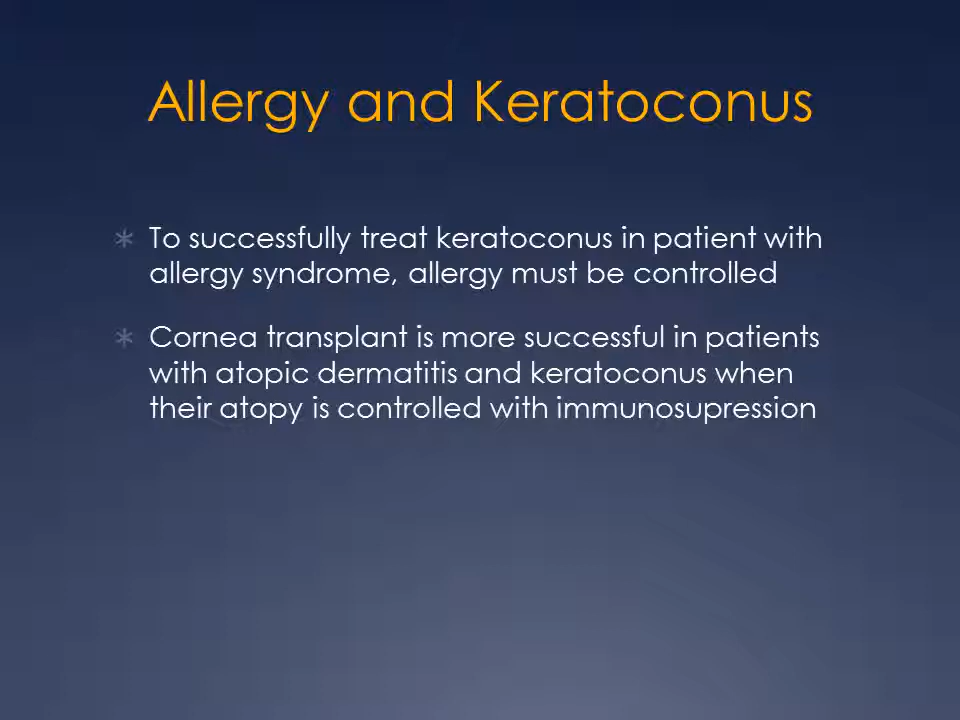 Allergy and Keratoconus
To successfully treat keratoconus in patient with
allergy syndrome, allergy must be controlled
Cornea transplant is more successful in patients
with atopic dermatitis and keratoconus when
their atopy is controlled with immunosupression